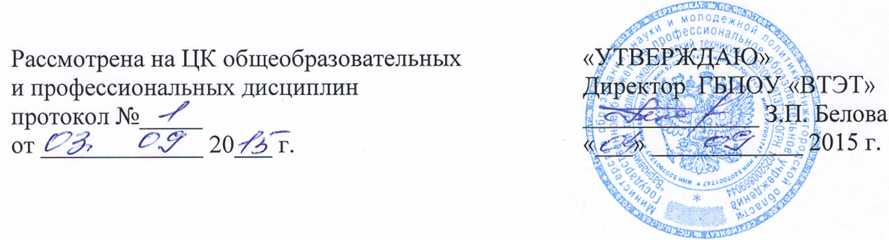 Рассмотрена на ЦК общеобразовательных
и профессиональных дисциплин
протокол № 1
от 03. 09 2015 г.
«УТВЕРЖДАЮ»
Директор ГБПОУ «ВТЭТ»
З.П. Белова
« » 09 2015 г.